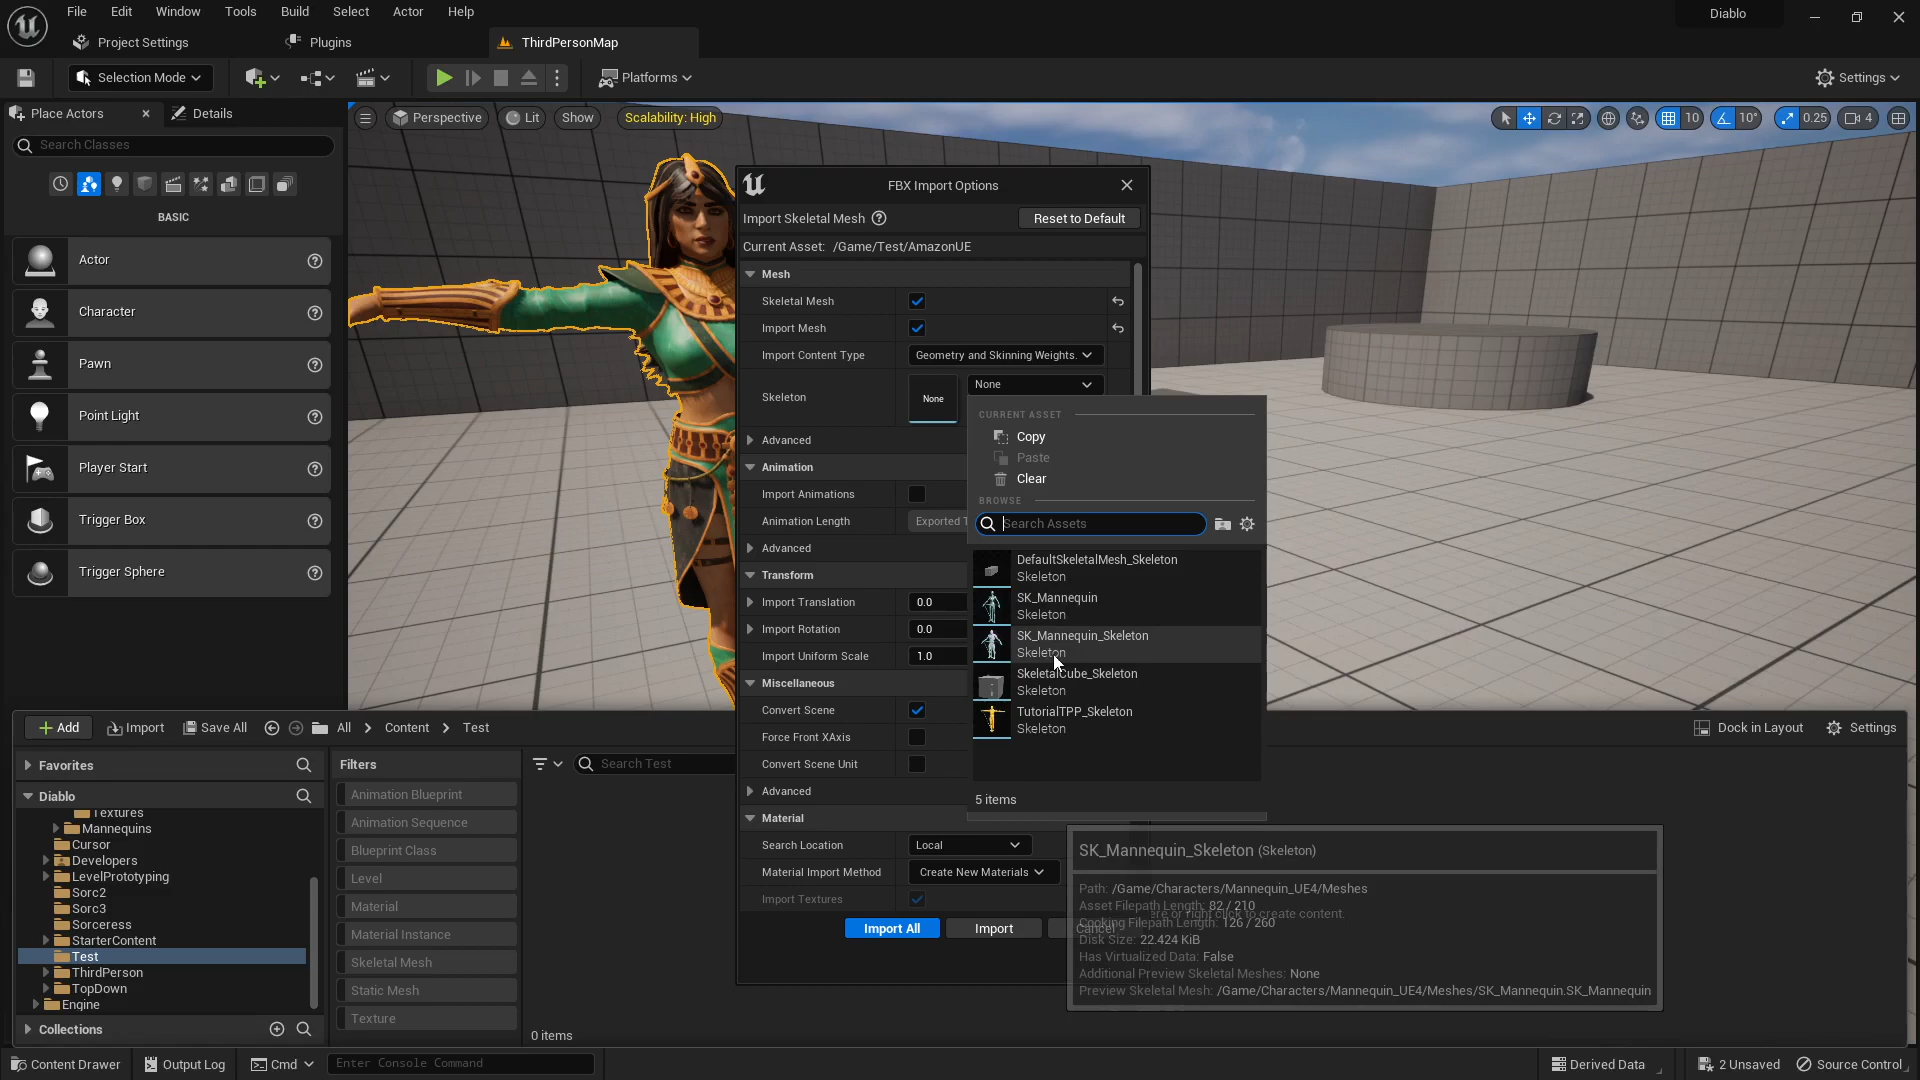 File Edit Window Tools Build Select Actor Help
Diablo
Project Settings
Plugins
ThirdPersonMap
Selection Mode
Platforms
Settings
Place Actors
Details
Search Classes
BASIC
Actor
Character
Pawn
Point Light
Player Start
Trigger Box
Trigger Sphere
Perspective
Lit
Show
Scalability: High
10
10°
0.25
4
FBX Import Options
Import Skeletal Mesh
Reset to Default
Current Asset: /Game/Test/AmazonUE
Mesh
Skeletal Mesh
Import Mesh
Import Content Type
Geometry and Skinning Weights.
Skeleton
None
None
Advanced
Animation
Import Animations
Animation Length
Exported T
Advanced
Transform
Import Translation
0.0
Import Rotation
0.0
Import Uniform Scale
1.0
Miscellaneous
Convert Scene
Force Front XAxis
Convert Scene Unit
Advanced
Material
Search Location
Local
Material Import Method
Create New Materials
Import Textures
Import All
Import
Cancel
CURRENT ASSET
Copy
Paste
Clear
BROWSE
Search Assets
DefaultSkeletalMesh_Skeleton
Skeleton
SK_Mannequin
Skeleton
SK_Mannequin_Skeleton
Skeleton
SkeletalCube_Skeleton
Skeleton
TutorialTPP_Skeleton
Skeleton
5 items
SK_Mannequin_Skeleton (Skeleton)
Path: /Game/Characters/Mannequin_UE4/Meshes
Asset Filepath Length: 82 / 210
ere or right click to create content.
Cooking Filepath Length: 126 / 260
Disk Size: 22.424 KiB
Has Virtualized Data: False
Additional Preview Skeletal Meshes: None
Preview Skeletal Mesh: /Game/Characters/Mannequin_UE4/Meshes/SK_Mannequin.SK_Mannequin
Add
Import
Save All
All
Content
Test
Dock in Layout
Settings
Favorites
Diablo
Textures
Mannequins
Cursor
Developers
LevelPrototyping
Sorc2
Sorc3
Sorceress
StarterContent
Test
ThirdPerson
TopDown
Engine
Collections
Filters
Animation Blueprint
Animation Sequence
Blueprint Class
Level
Material
Material Instance
Skeletal Mesh
Static Mesh
Texture
Search Test
0 items
Content Drawer
Output Log
Cmd
Enter Console Command
Derived Data
2 Unsaved
Source Control